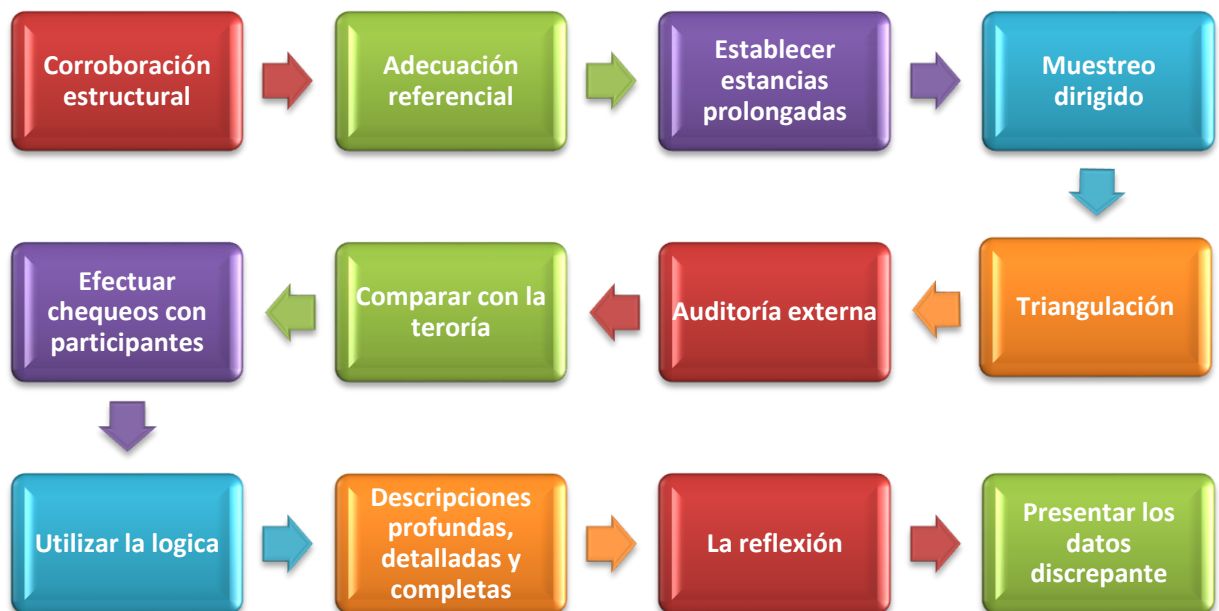 Corroboración
estructural
Adecuación
referencial
Establecer
estancias
prolongadas
Muestreo
dirigido
Triangulación
Auditoría externa
Comparar con la
teroría
Efectuar
chequeos con
participantes
Utilizar la logica
Descripciones
profundas,
detalladas y
completas
La reflexión
Presentar los
datos
discrepante